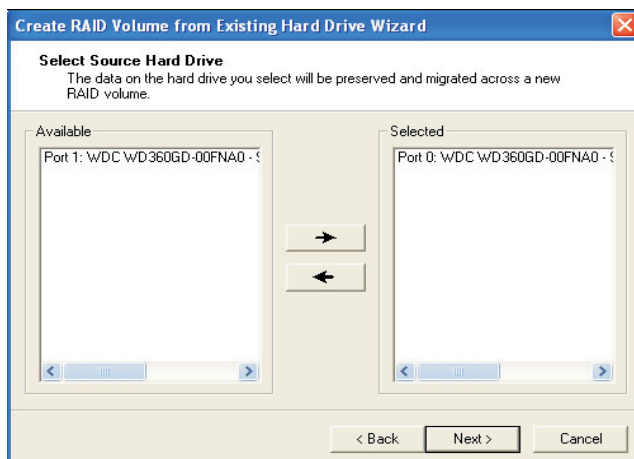 Create RAID Volume from Existing Hard Drive Wizard
Select Source Hard Drive
The data on the hard drive you select will be preserved and migrated across a new
RAID volume.
Available
Selected
Port 1: WDC WD360GD-00FNA0 -
Port 0: WDC WD360GD-00FNA0 -
< Back
Next >
Cancel